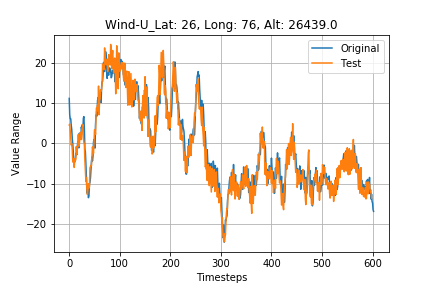 Wind-U_Lat: 26, Long: 76, Alt: 26439.0
Original
Test
20
10
0
−10
−20
Value Range
0 100 200 300 400 500 600
Timesteps